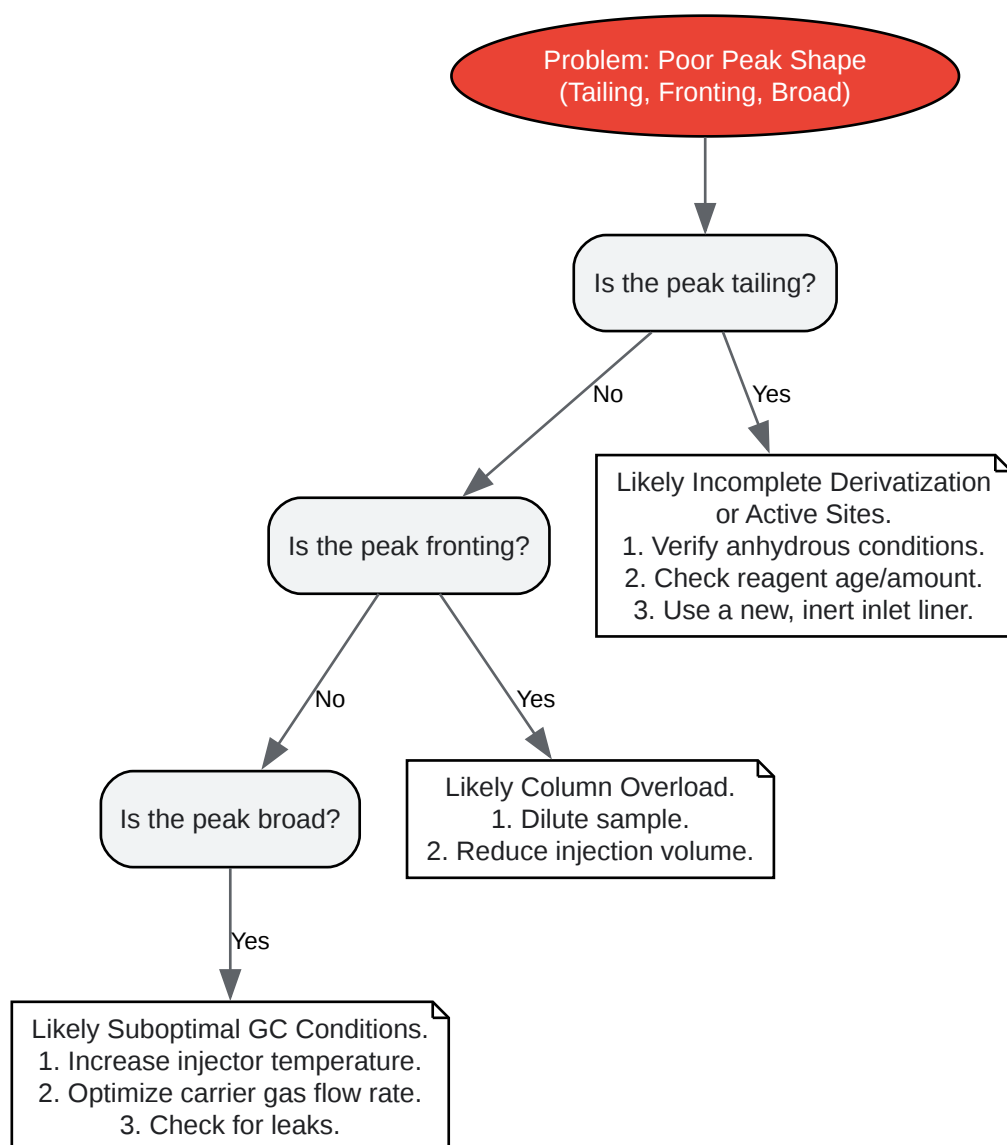 Problem: Poor Peak Shape
(Tailing, Fronting, Broad)
Is the peak tailing?
No
Yes
Likely Incomplete Derivatization
or Active Sites.
1. Verify anhydrous conditions.
2. Check reagent age/amount.
3. Use a new, inert inlet liner.
Is the peak fronting?
No
Yes
Likely Column Overload.
1. Dilute sample.
2. Reduce injection volume.
Is the peak broad?
Yes
Likely Suboptimal GC Conditions.
1. Increase injector temperature.
2. Optimize carrier gas flow rate.
3. Check for leaks.